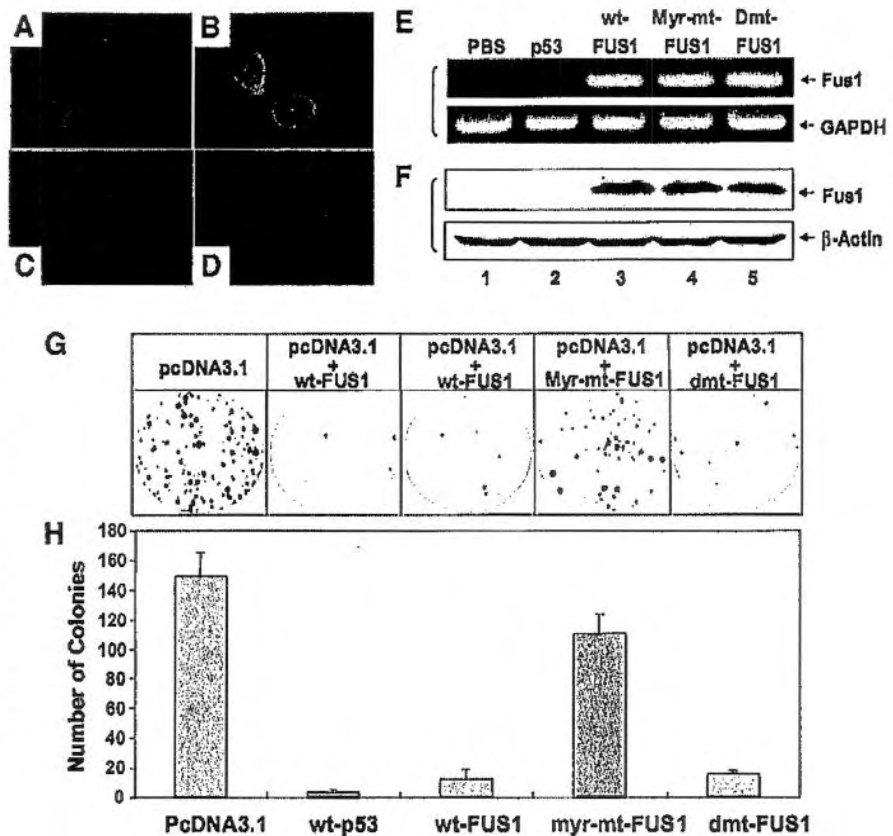 A
B
C
D
E
PBS p53 wt-FUS1 Myr-mt-FUS1 Dmt-FUS1
Fus1
GAPDH
F
Fus1
β-Actin
1 2 3 4 5
G
pcDNA3.1
pcDNA3.1 + wt-FUS1
pcDNA3.1 + wt-FUS1
pcDNA3.1 + Myr-mt-FUS1
pcDNA3.1 + dmt-FUS1
H
Number of Colonies
180
160
140
120
100
80
60
40
20
0
PcDNA3.1 wt-p53 wt-FUS1 myr-mt-FUS1 dmt-FUS1